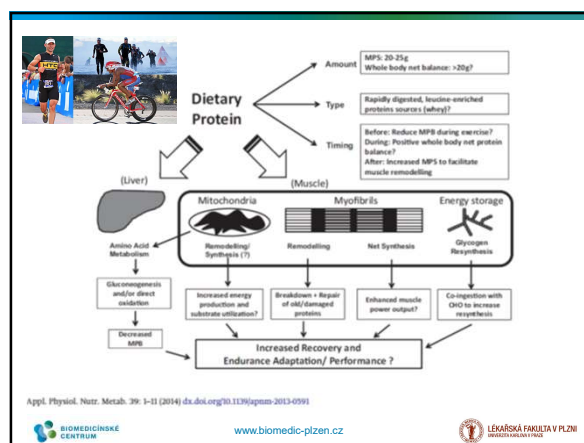 Dietary
Protein
Amount
MPS: 20-25g
Whole body net balance: >20g?
Type
Rapidly digested, leucine-enriched
proteins sources (whey)?
Timing
Before: Reduce MPB during exercise?
During: Positive whole body net protein
balance?
After: Increased MPS to facilitate
muscle remodelling
(Liver)
(Muscle)
Mitochondria
Myofibrils
Energy storage
Amino Acid
Metabolism
Remodelling/
Synthesis (?)
Remodelling
Net Synthesis
Glycogen
Resynthesis
Gluconeogenesis
and/or direct
oxidation
Increased energy
production and
substrate utilization?
Breakdown + Repair
of old/damaged
proteins
Enhanced muscle
power output?
Co-ingestion with
CHO to increase
resynthesis
Decreased
MPB
Increased Recovery and
Endurance Adaptation/ Performance ?
Appl. Physiol. Nutr. Metab. 39: 1–11 (2014) dx.doi.org/10.1139/apnm-2013-0591
BIOMEDICÍNSKÉ
CENTRUM
www.biomedic-plzen.cz
LÉKAŘSKÁ FAKULTA V PLZNI
UNIVERZITA KARLOVA V PRAZE